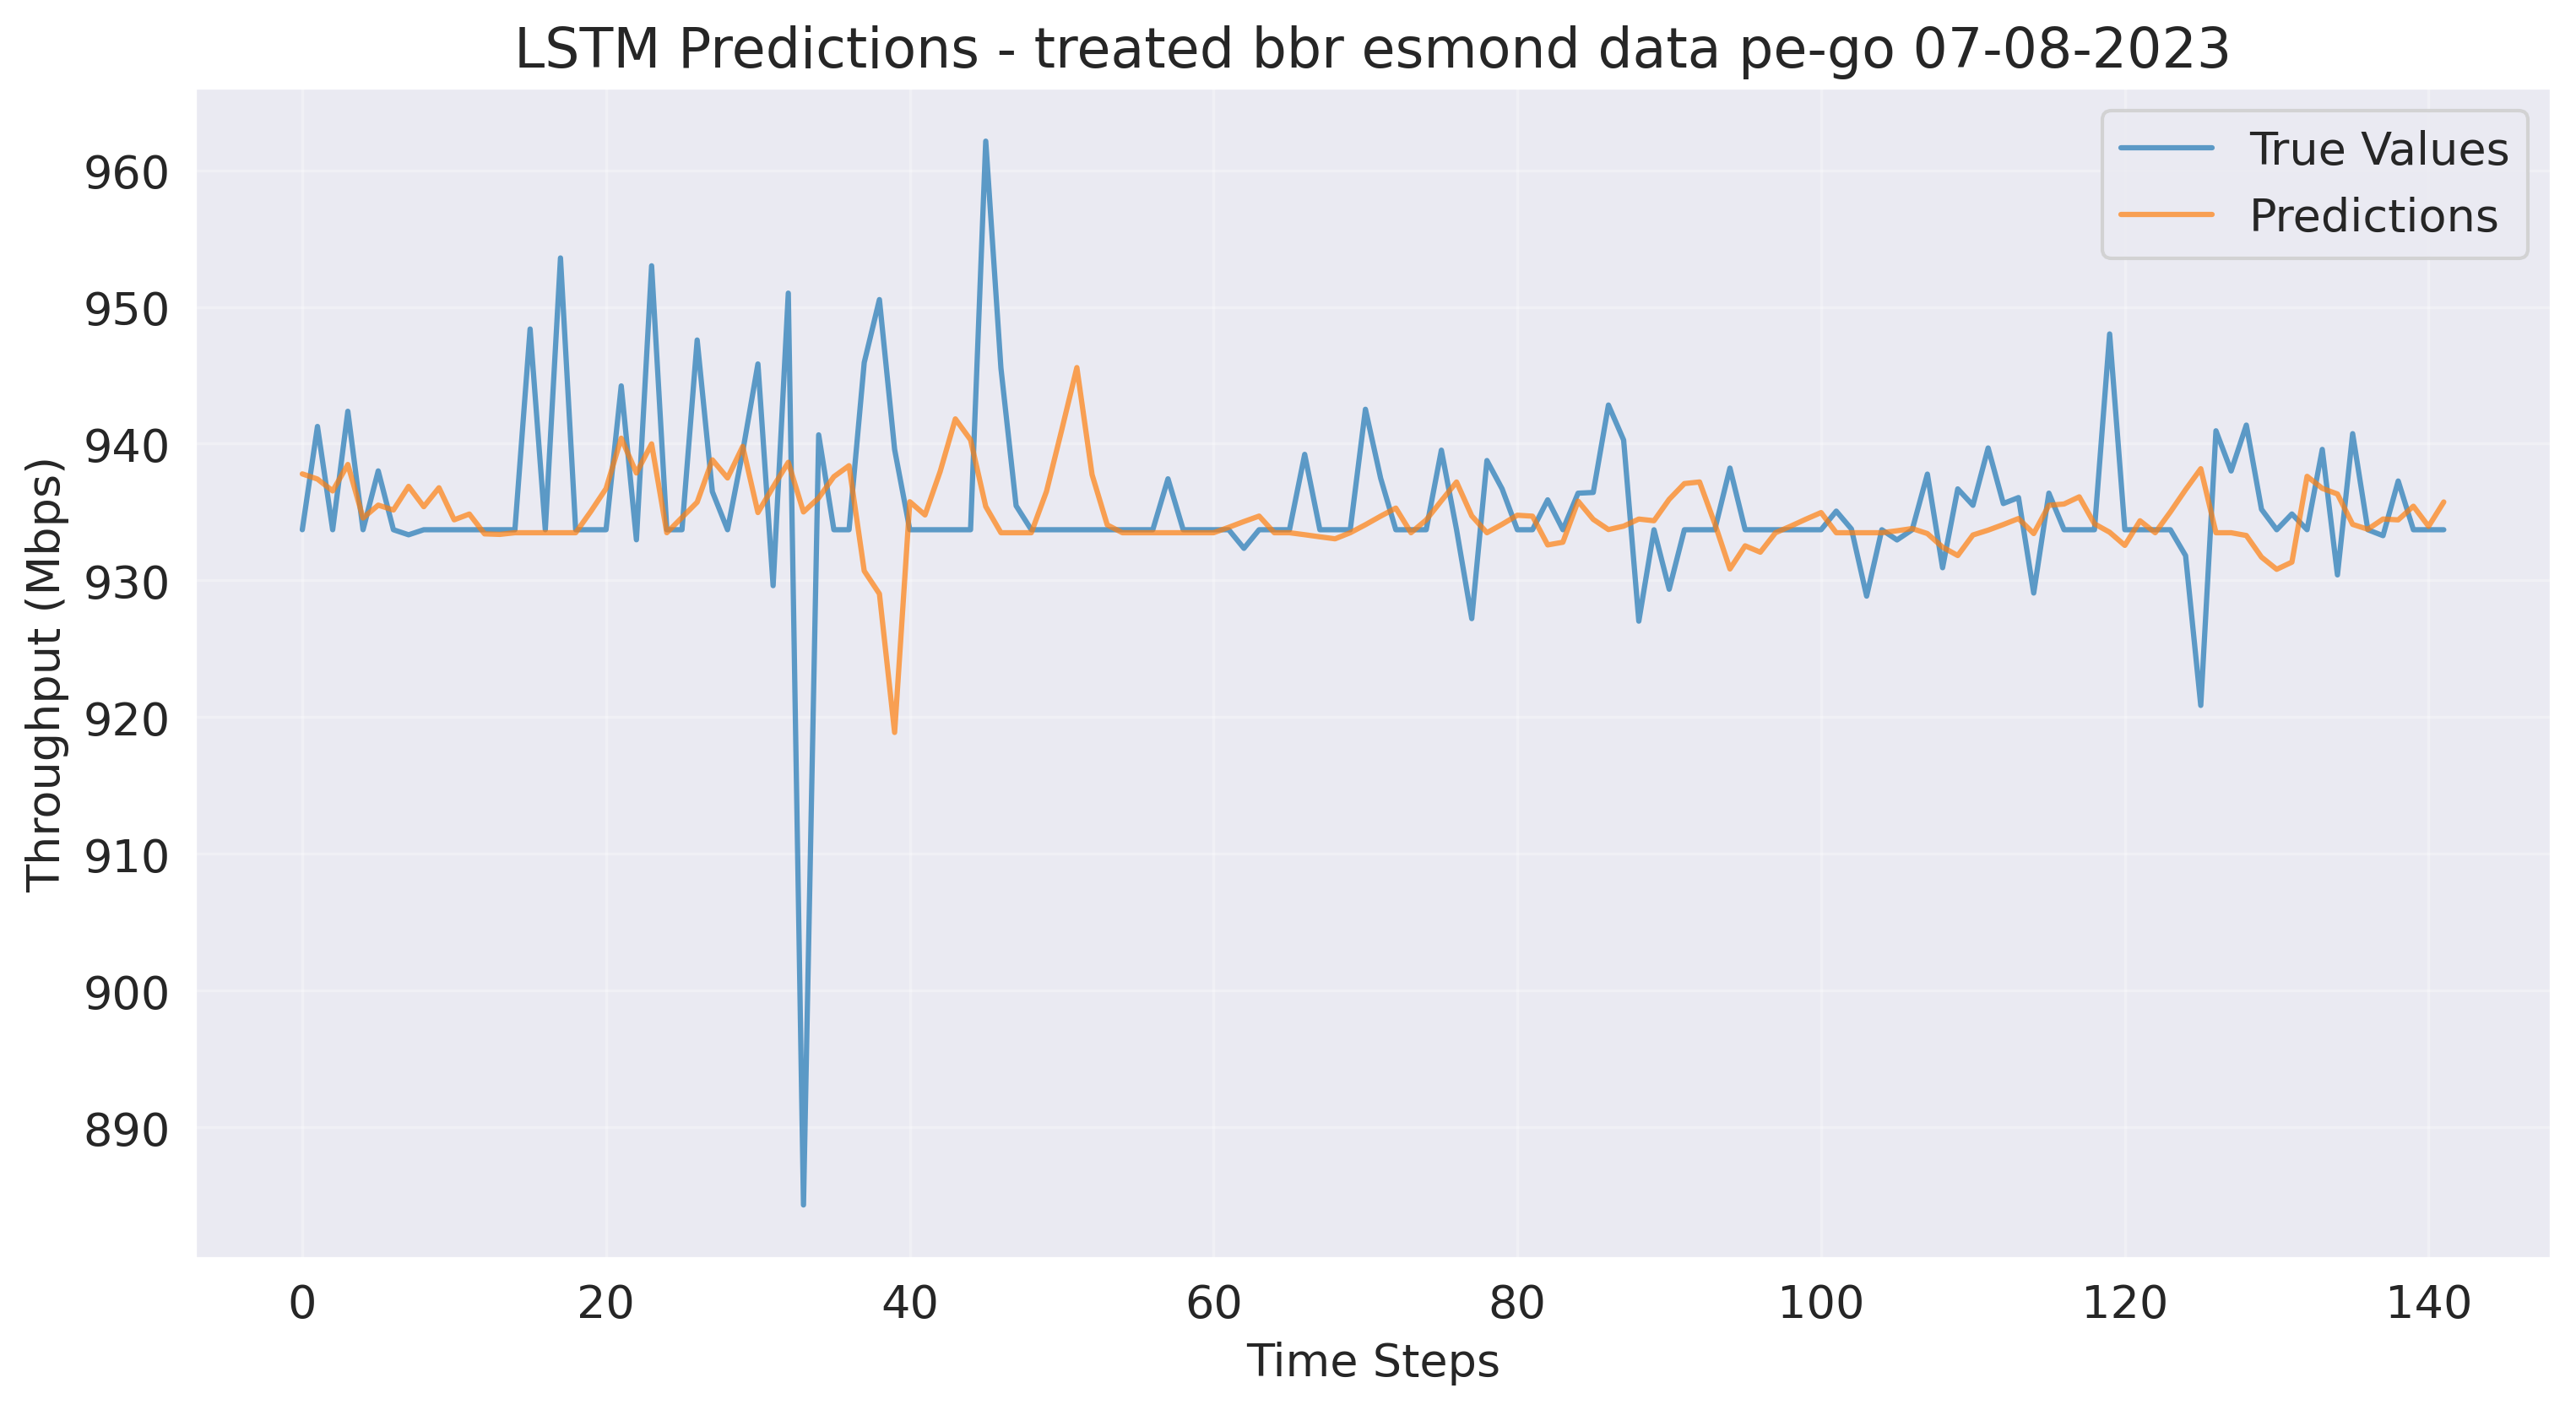 LSTM Predictions - treated bbr esmond data pe-go 07-08-2023
True Values
Predictions
Throughput (Mbps)
960
950
940
930
920
910
900
890
0 20 40 60 80 100 120 140
Time Steps